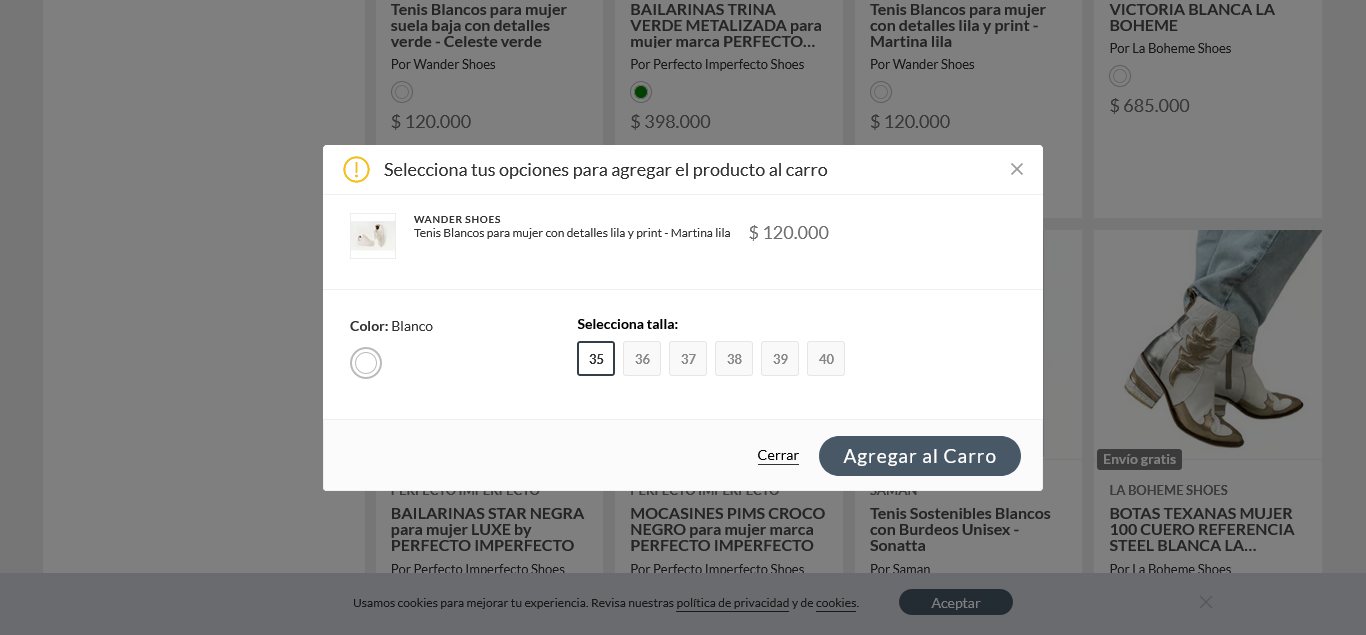 Tenis Blancos para mujer
suela baja con detalles
verde - Celeste verde
Por Wander Shoes
$ 120.000
BAILARINAS TRINA
VERDE METALIZADA para
mujer marca PERFECTO...
Por Perfecto Imperfecto Shoes
$ 398.000
Tenis Blancos para mujer
con detalles lila y print -
Martina lila
Por Wander Shoes
$ 120.000
VICTORIA BLANCA LA
BOHEME
Por La Boheme Shoes
$ 685.000
Selecciona tus opciones para agregar el producto al carro
WANDER SHOES
Tenis Blancos para mujer con detalles lila y print - Martina lila
$ 120.000
Color: Blanco
Selecciona talla:
35 36 37 38 39 40
Cerrar
Agregar al Carro
Envío gratis
PERFECTO IMPERFECTO
BAILARINAS STAR NEGRA
para mujer LUXE by
PERFECTO IMPERFECTO
Por Perfecto Imperfecto Shoes
PERFECTO IMPERFECTO
MOCASINES PIMS CROCO
NEGRO para mujer marca
PERFECTO IMPERFECTO
Por Perfecto Imperfecto Shoes
SAMAN
Tenis Sostenibles Blancos
con Burdeos Unisex -
Sonatta
Por Saman
LA BOHEME SHOES
BOTAS TEXANAS MUJER
100 CUERO REFERENCIA
STEEL BLANCA LA...
Por La Boheme Shoes
Usamos cookies para mejorar tu experiencia. Revisa nuestras política de privacidad y de cookies.
Aceptar